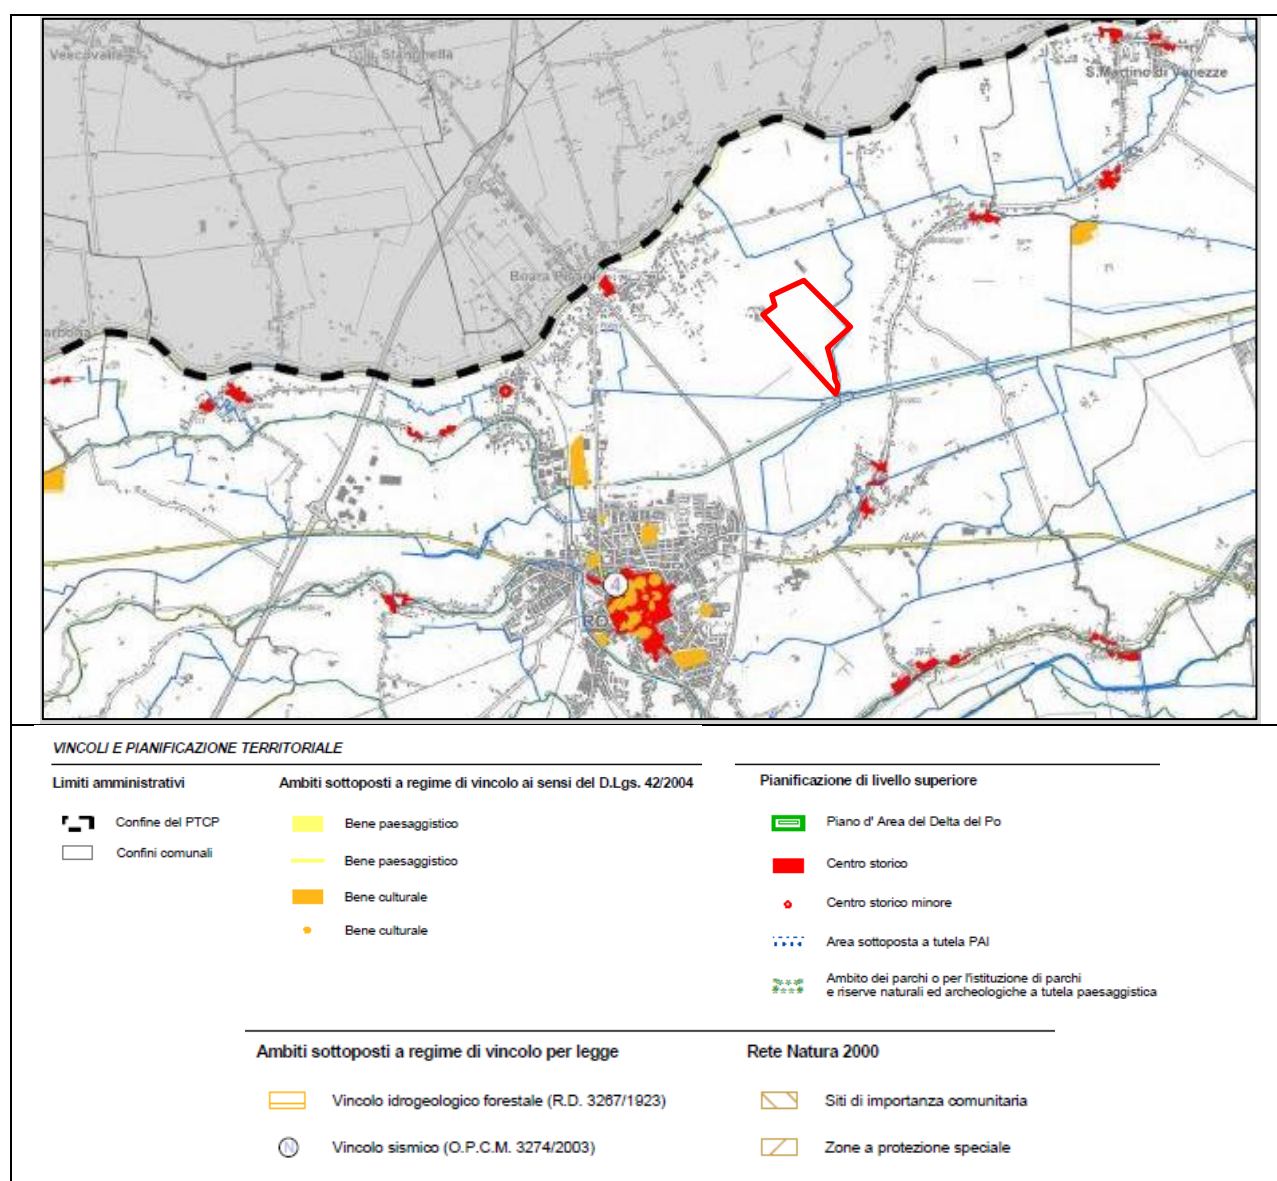 Vescovana
Stanghella
S.Martino di Venezze
Boara Pisani
4
RO
VINCOLI E PIANIFICAZIONE TERRITORIALE
Limiti amministrativi
Confine del PTCP
Confini comunali
Ambiti sottoposti a regime di vincolo ai sensi del D.Lgs. 42/2004
Bene paesaggistico
Bene paesaggistico
Bene culturale
Bene culturale
Pianificazione di livello superiore
Piano d' Area del Delta del Po
Centro storico
Centro storico minore
Area sottoposta a tutela PAI
Ambito dei parchi o per l'istituzione di parchi
e riserve naturali ed archeologiche a tutela paesaggistica
Ambiti sottoposti a regime di vincolo per legge
Vincolo idrogeologico forestale (R.D. 3267/1923)
N
Vincolo sismico (O.P.C.M. 3274/2003)
Rete Natura 2000
Siti di importanza comunitaria
Zone a protezione speciale